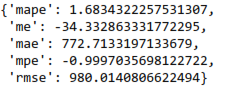 {'mape': 1.6834322257531307,
'me': -34.332863331772295,
'mae': 772.7133197133679,
'mpe': -0.9997035698122722,
'rmse': 980.0140806622494}